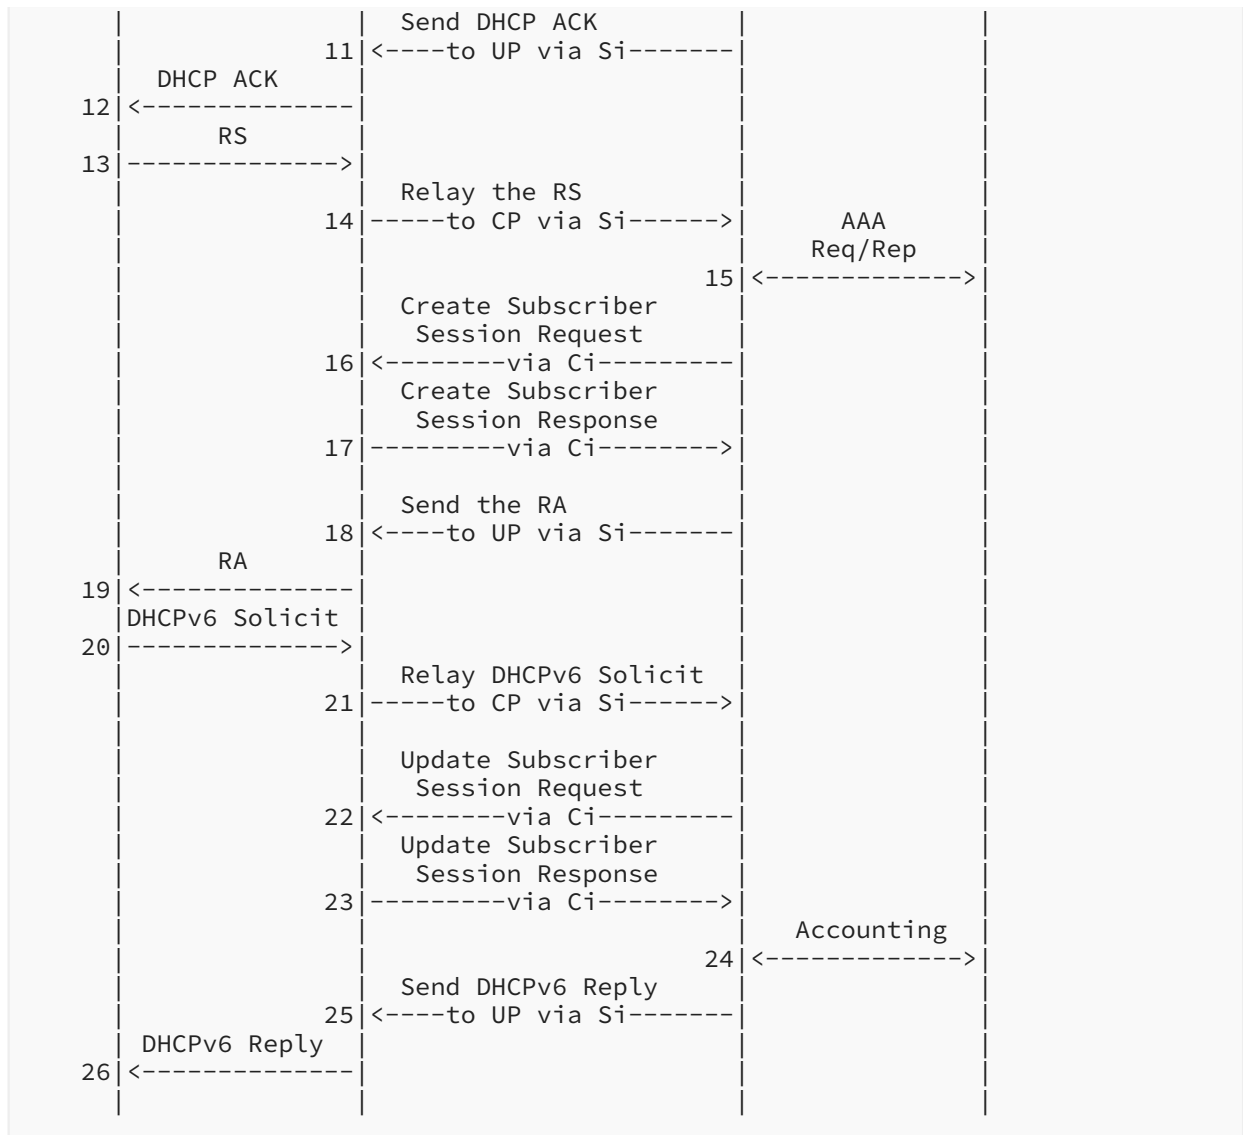 Send DHCP ACK
11|<----to UP via Si-------|
DHCP ACK
12|<--------------|
RS
13|-------------->|
Relay the RS
14|-----to CP via Si------>| AAA
Req/Rep
15|<------------->|
Create Subscriber
Session Request
16|<--------via Ci---------|
Create Subscriber
Session Response
17|---------via Ci-------->|
Send the RA
18|<----to UP via Si-------|
RA
19|<--------------|
DHCPv6 Solicit
20|-------------->|
Relay DHCPv6 Solicit
21|-----to CP via Si------>|
Update Subscriber
Session Request
22|<--------via Ci---------|
Update Subscriber
Session Response
23|---------via Ci-------->|
Accounting
24|<------------->|
Send DHCPv6 Reply
25|<----to UP via Si-------|
DHCPv6 Reply
26|<--------------|